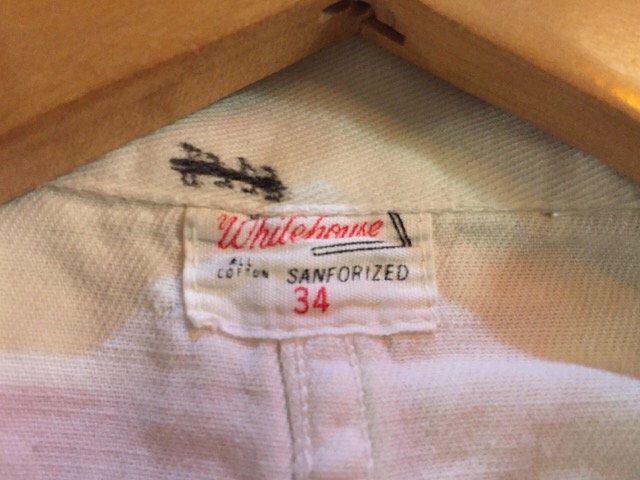 Whitehouse
ALL
COTTON SANFORIZED
34